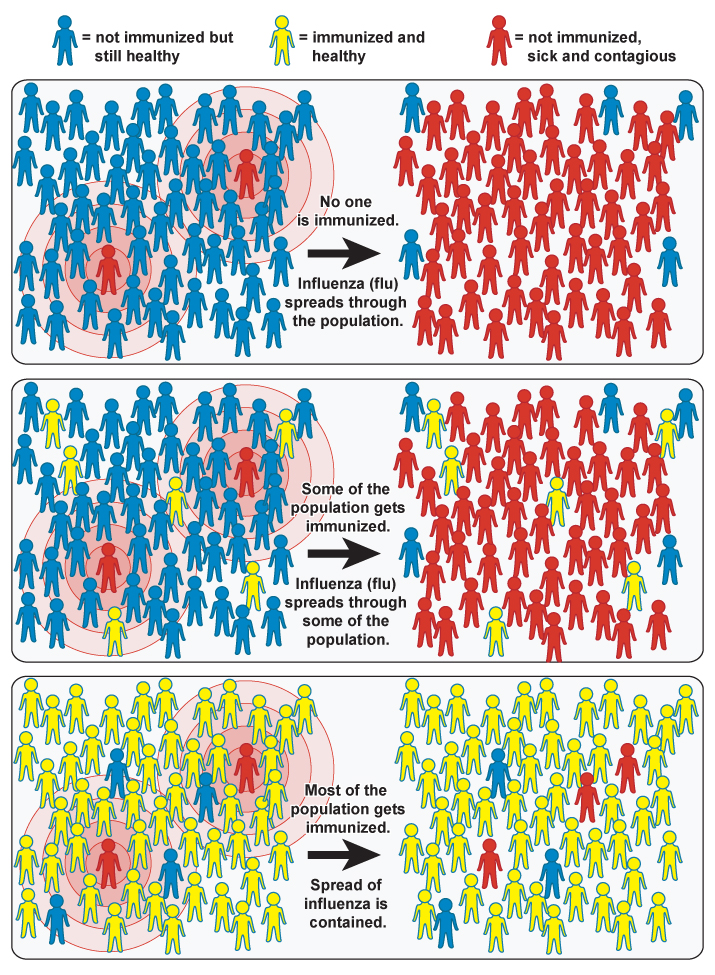 = not immunized but
still healthy
= immunized and
healthy
= not immunized,
sick and contagious
No one
is immunized.
Influenza (flu)
spreads through
the population.
Some of the
population gets
immunized.
Influenza (flu)
spreads through
some of the
population.
Most of the
population gets
immunized.
Spread of
influenza is
contained.